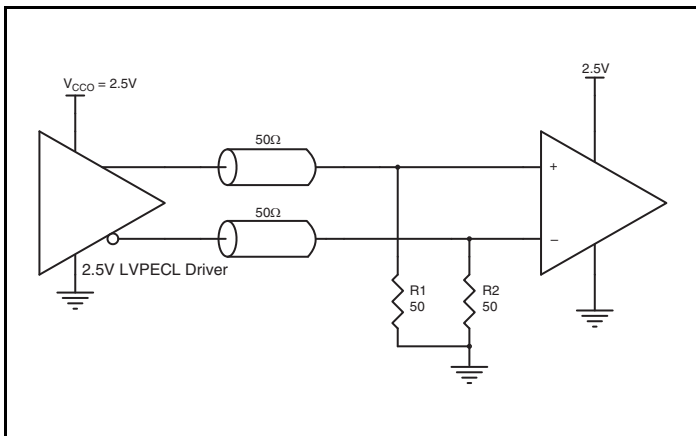 V_CCO = 2.5V
2.5V
50Ω
+
50Ω
−
2.5V LVPECL Driver
R1
50
R2
50